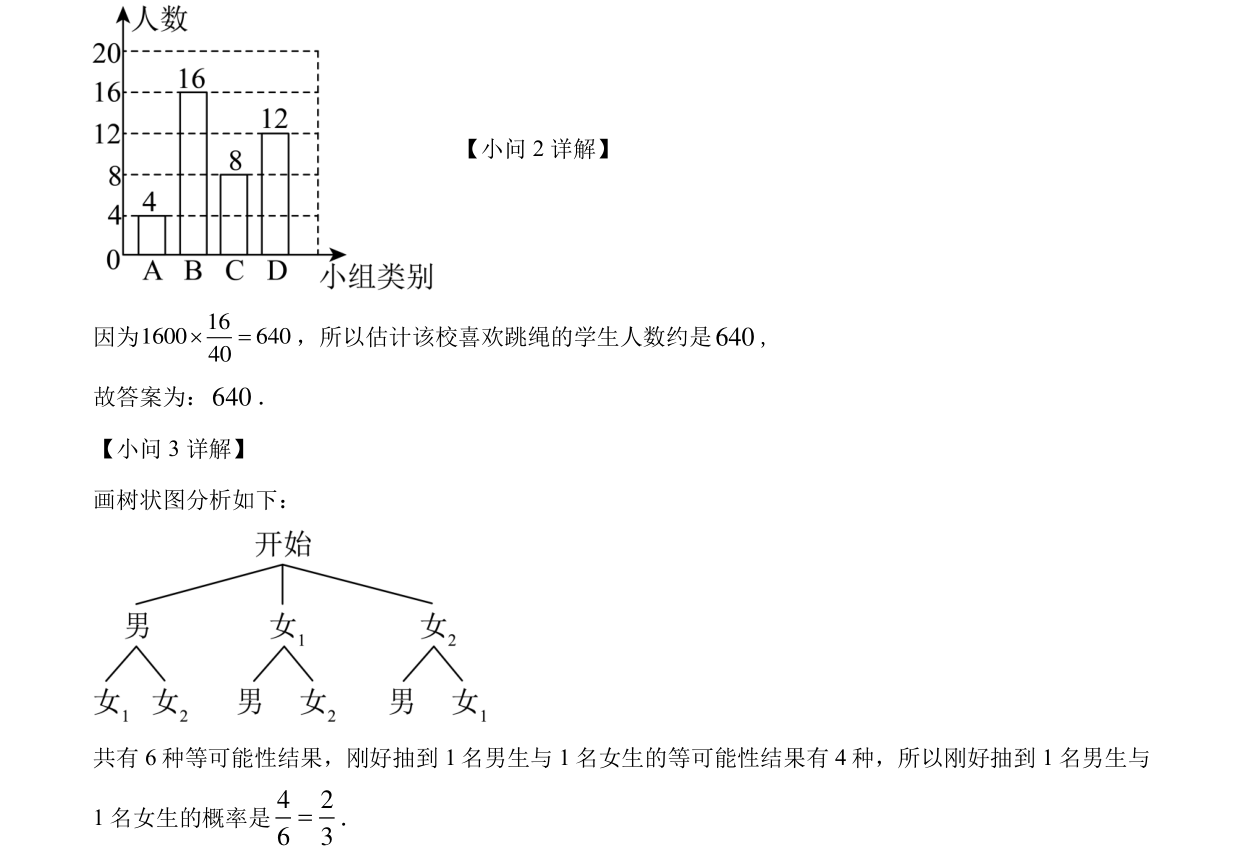 人数
20
16
12
8
4
0
4
16
8
12
A B C D
小组类别
【小问 2 详解】
因为1600×16/40=640，所以估计该校喜欢跳绳的学生人数约是640，
故答案为：640．
【小问 3 详解】
画树状图分析如下：
开始
男 女₁ 女₂
女₁ 女₂ 男 女₂ 男 女₁
共有 6 种等可能性结果，刚好抽到 1 名男生与 1 名女生的等可能性结果有 4 种，所以刚好抽到 1 名男生与
1 名女生的概率是4/6=2/3．